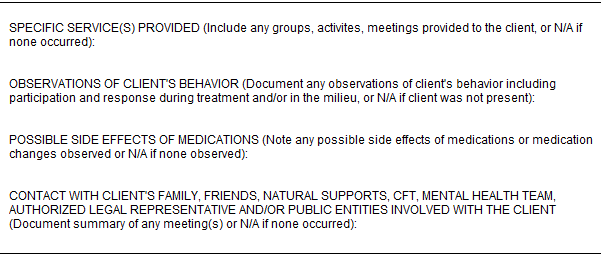 SPECIFIC SERVICE(S) PROVIDED (Include any groups, activites, meetings provided to the client, or N/A if
none occurred):
OBSERVATIONS OF CLIENT'S BEHAVIOR (Document any observations of client's behavior including
participation and response during treatment and/or in the milieu, or N/A if client was not present):
POSSIBLE SIDE EFFECTS OF MEDICATIONS (Note any possible side effects of medications or medication
changes observed or N/A if none observed):
CONTACT WITH CLIENT'S FAMILY, FRIENDS, NATURAL SUPPORTS, CFT, MENTAL HEALTH TEAM,
AUTHORIZED LEGAL REPRESENTATIVE AND/OR PUBLIC ENTITIES INVOLVED WITH THE CLIENT
(Document summary of any meeting(s) or N/A if none occurred):